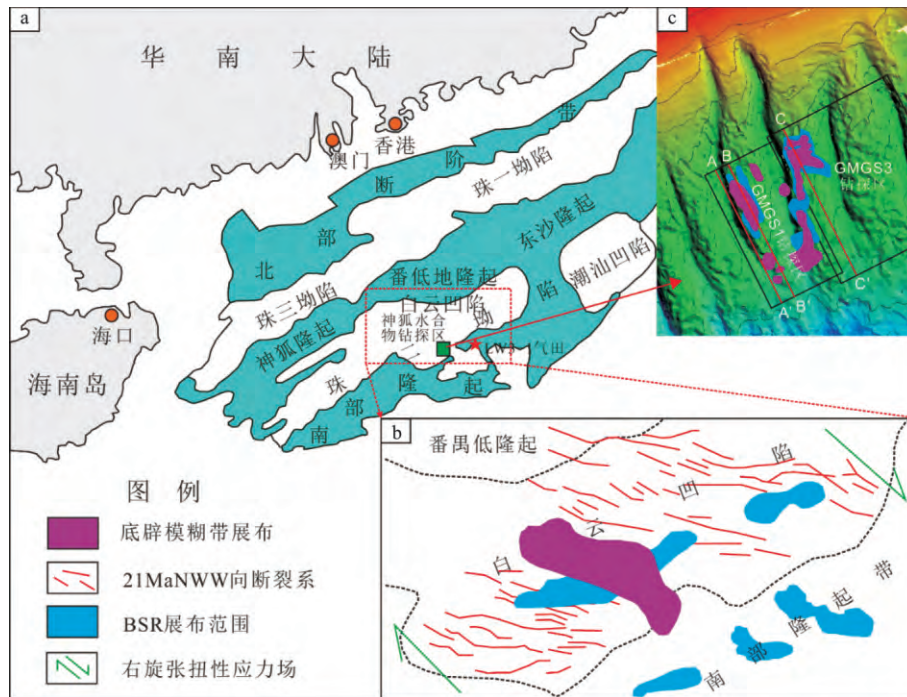 a
华南大陆
澳门
香港
海口
海南岛
北部断阶带
珠一坳陷
珠三坳陷
东沙隆起
潮汕凹陷
番低地隆起
白云凹陷
神狐水合
物钻探区
神狐隆起
珠二坳陷
气田
南部隆起
图例
底辟模糊带展布
21MaNWW向断裂系
BSR展布范围
右旋张扭性应力场
b
番禺低隆起
白云凹陷
南部隆起带
c
A B
C
GMGS3
钻探区
GMGS1
C'
A' B'